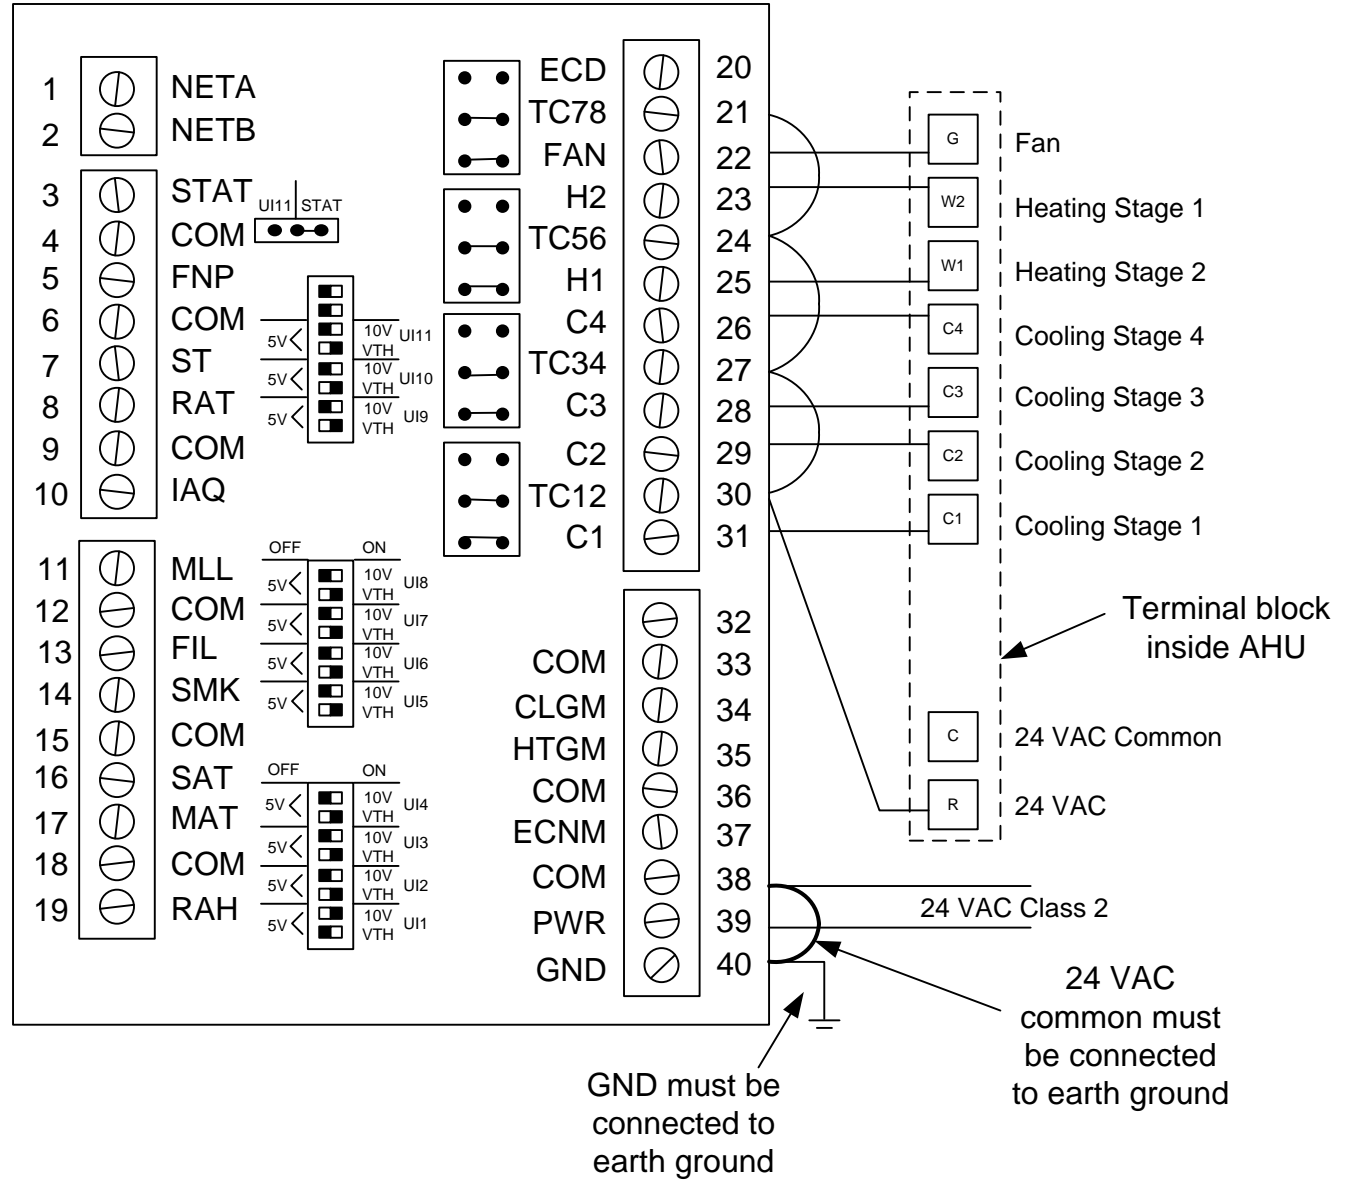 1 NETA
2 NETB
3 STAT
4 COM
5 FNP
6 COM
7 ST
8 RAT
9 COM
10 IAQ
UI11 STAT
5V 10V UI11
VTH
5V 10V UI10
VTH
5V 10V UI9
VTH
11 MLL
12 COM
13 FIL
14 SMK
15 COM
16 SAT
17 MAT
18 COM
19 RAH
OFF ON
5V 10V UI8
VTH
5V 10V UI7
VTH
5V 10V UI6
VTH
5V 10V UI5
VTH
OFF ON
5V 10V UI4
VTH
5V 10V UI3
VTH
5V 10V UI2
VTH
5V 10V UI1
VTH
ECD 20
TC78 21
FAN 22
H2 23
TC56 24
H1 25
C4 26
TC34 27
C3 28
C2 29
TC12 30
C1 31
32
COM 33
CLGM 34
HTGM 35
COM 36
ECNM 37
COM 38
PWR 39
GND 40
G Fan
W2 Heating Stage 1
W1 Heating Stage 2
C4 Cooling Stage 4
C3 Cooling Stage 3
C2 Cooling Stage 2
C1 Cooling Stage 1
Terminal block
inside AHU
C 24 VAC Common
R 24 VAC
24 VAC Class 2
24 VAC
common must
be connected
to earth ground
GND must be
connected to
earth ground